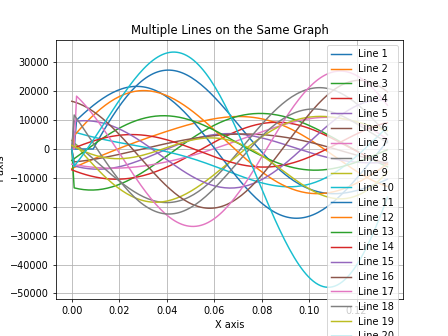 Multiple Lines on the Same Graph
30000
20000
10000
0
−10000
−20000
−30000
−40000
−50000
0.00
0.02
0.04
0.06
0.08
0.10
X axis
Line 1
Line 2
Line 3
Line 4
Line 5
Line 6
Line 7
Line 8
Line 9
Line 10
Line 11
Line 12
Line 13
Line 14
Line 15
Line 16
Line 17
Line 18
Line 19
Line 20